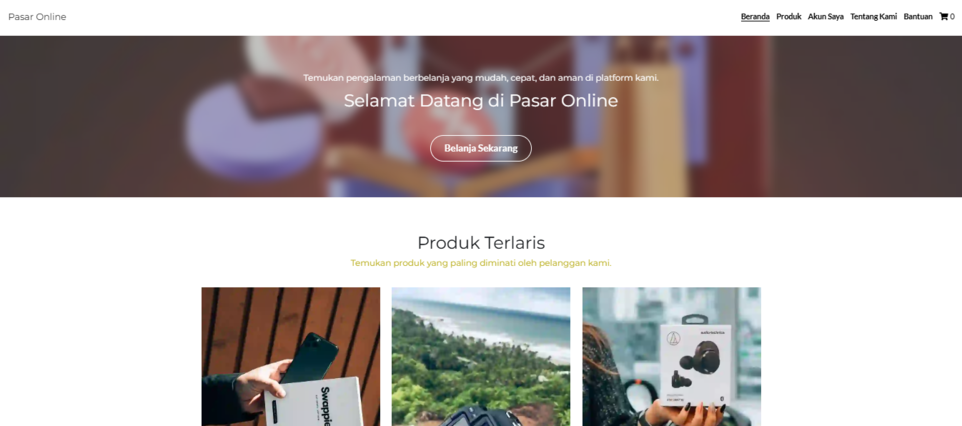 Pasar Online
Beranda Produk Akun Saya Tentang Kami Bantuan 0
Temukan pengalaman berbelanja yang mudah, cepat, dan aman di platform kami.
Selamat Datang di Pasar Online
Belanja Sekarang
Produk Terlaris
Temukan produk yang paling diminati oleh pelanggan kami.
Swappie
audio-technica